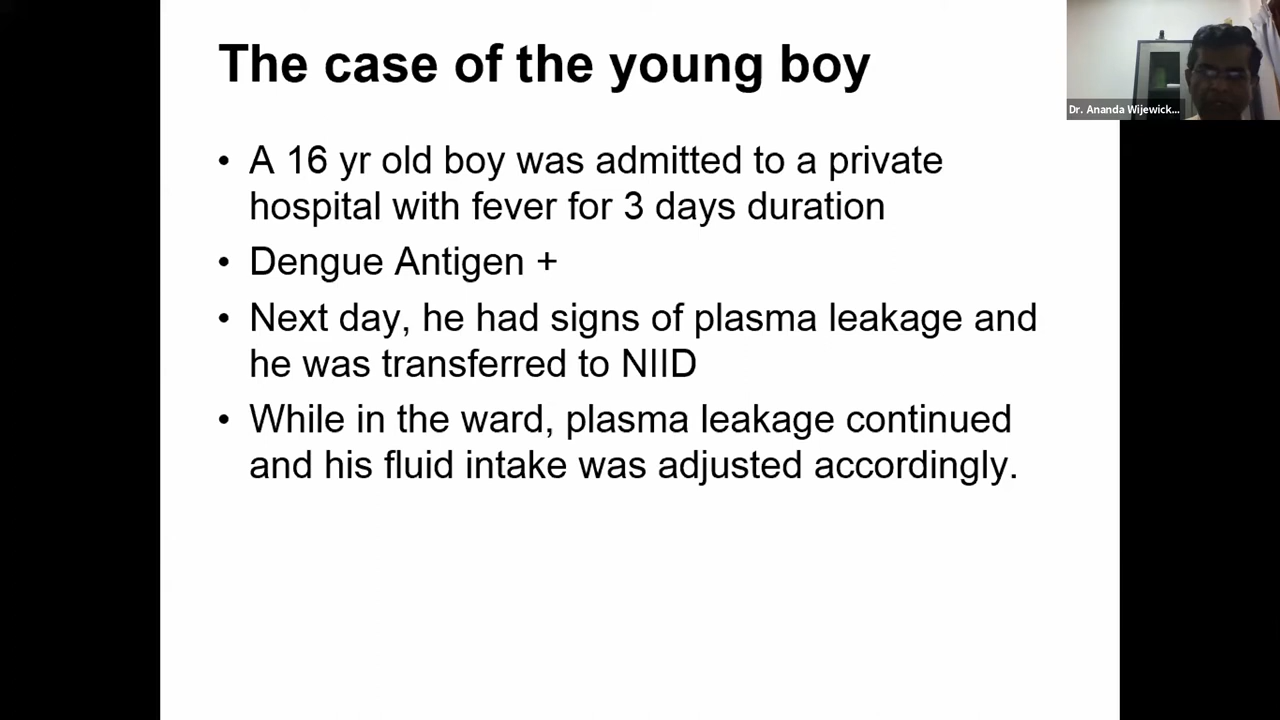 The case of the young boy
Dr. Ananda Wijewick...
• A 16 yr old boy was admitted to a private
hospital with fever for 3 days duration
• Dengue Antigen +
• Next day, he had signs of plasma leakage and
he was transferred to NIID
• While in the ward, plasma leakage continued
and his fluid intake was adjusted accordingly.